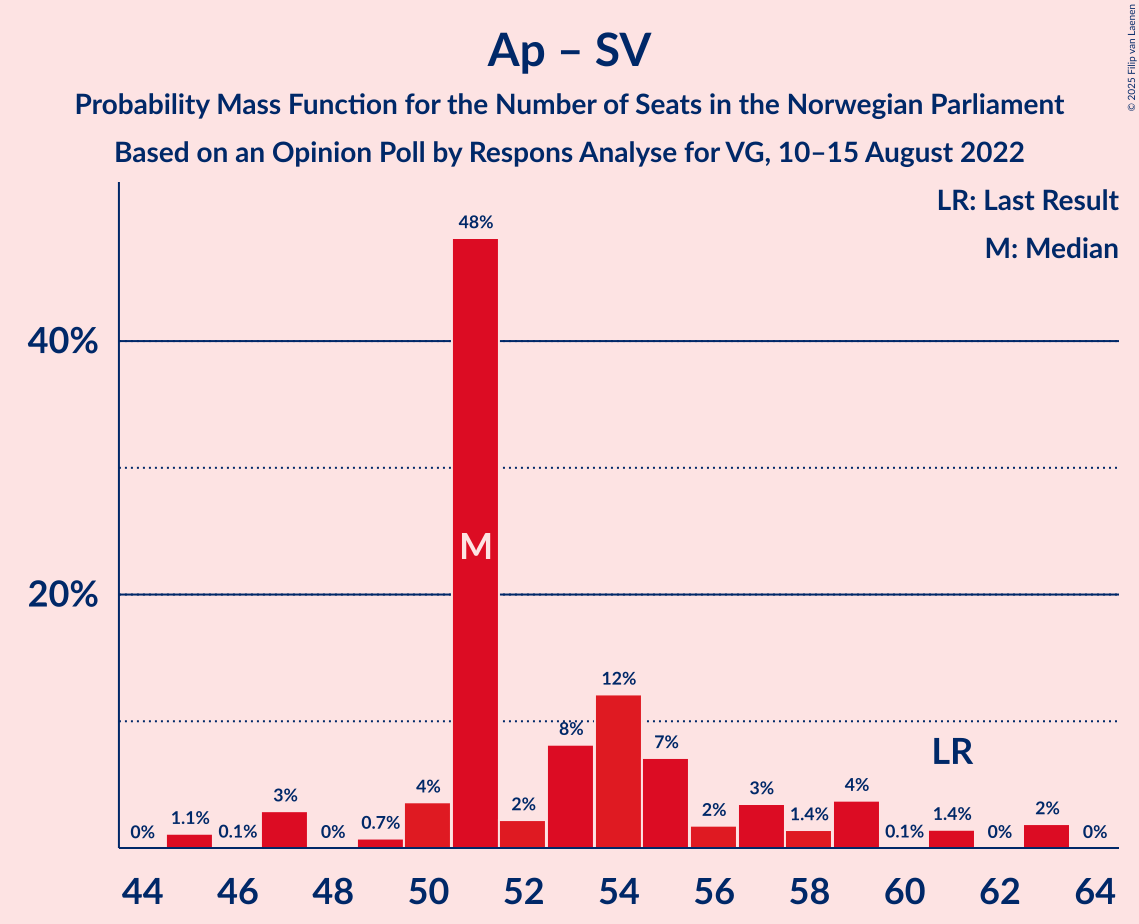 Ap – SV
Probability Mass Function for the Number of Seats in the Norwegian Parliament
Based on an Opinion Poll by Respons Analyse for VG, 10–15 August 2022
© 2025 Filip van Laenen
LR: Last Result
M: Median
48%
40%
M
20%
12%
8%
7%
LR
4%
4%
3%
3%
2%
2%
2%
1.4%
1.4%
1.1%
0.7%
0%
0.1%
0%
0.1%
0%
0%
44 46 48 50 52 54 56 58 60 62 64